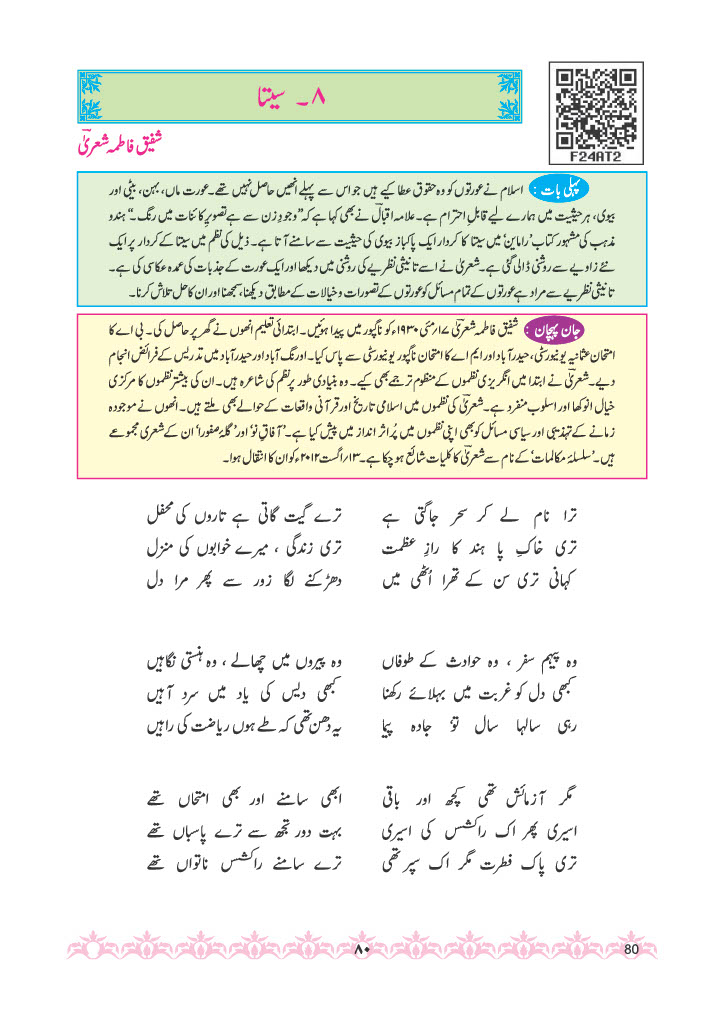 ۸۔ سیتا
F24AT2
شفیق فاطمہ شعریٰ
پہلی بات : اسلام نے عورتوں کو وہ حقوق عطا کیے ہیں جو اس سے پہلے انھیں حاصل نہیں تھے۔ عورت ماں، بہن، بیٹی اور
بیوی، ہر حیثیت میں ہمارے لیے قابلِ احترام ہے۔ علامہ اقبال نے بھی کہا ہے کہ ”وجودِ زن سے ہے تصویرِ کائنات میں رنگ۔“ ہندو
مذہب کی مشہور کتاب ’رامائن‘ میں سیتا کا کردار ایک پاکباز بیوی کی حیثیت سے سامنے آتا ہے۔ ذیل کی نظم میں سیتا کے کردار پر ایک
نئے زاویے سے روشنی ڈالی گئی ہے۔ شعریٰ نے اسے تانیثی نظریے کی روشنی میں دیکھا اور ایک عورت کے جذبات کی عمدہ عکاسی کی ہے۔
تانیثی نظریے سے مراد ہے عورتوں کے تمام مسائل کو عورتوں کے تصورات و خیالات کے مطابق دیکھنا، سمجھنا اور ان کا حل تلاش کرنا۔
جان پہچان : شفیق فاطمہ شعریٰ ۱۷؍مئی ۱۹۳۰ء کو ناگپور میں پیدا ہوئیں۔ ابتدائی تعلیم انھوں نے گھر پر حاصل کی۔ بی اے کا
امتحان عثمانیہ یونیورسٹی، حیدرآباد اور ایم اے کا امتحان ناگپور یونیورسٹی سے پاس کیا۔ اورنگ آباد اور حیدرآباد میں تدریس کے فرائض انجام
دیے۔ شعریٰ نے ابتدا میں انگریزی نظموں کے منظوم ترجمے بھی کیے۔ وہ بنیادی طور پر نظم کی شاعرہ ہیں۔ ان کی بیشتر نظموں کا مرکزی
خیال انوکھا اور اسلوب منفرد ہے۔ شعریٰ کی نظموں میں اسلامی تاریخ اور قرآنی واقعات کے حوالے بھی ملتے ہیں۔ انھوں نے موجودہ
زمانے کے تہذیبی اور سیاسی مسائل کو بھی اپنی نظموں میں پُر اثر انداز میں پیش کیا ہے۔ ’آفاقِ نو‘ اور ’گلۂ صفورا‘ ان کے شعری مجموعے
ہیں۔ ’سلسلۂ مکالمات‘ کے نام سے شعریٰ کا کلیات شائع ہو چکا ہے۔ ۱۳؍اگست ۲۰۱۲ء کو ان کا انتقال ہوا۔
ترا نام لے کر سحر جاگتی ہے ترے گیت گاتی ہے تاروں کی محفل
تری خاکِ پا ہند کا رازِ عظمت تری زندگی ، میرے خوابوں کی منزل
کہانی تری سن کے تھرا اُٹھی میں دھڑکنے لگا زور سے پھر مرا دل
وہ پیہم سفر ، وہ حوادث کے طوفاں وہ پیروں میں چھالے ، وہ ہنستی نگاہیں
کبھی دل کو غربت میں بہلائے رکھنا کبھی دیس کی یاد میں سرد آہیں
رہی سالہا سال توٗ جادہ پیا یہ دھن تھی کہ طے ہوں ریاضت کی راہیں
مگر آزمائش تھی کچھ اور باقی ابھی سامنے اور بھی امتحاں تھے
اسیری پھر اک راکشس کی اسیری بہت دور تجھ سے ترے پاسباں تھے
تری پاک فطرت مگر اک سپر تھی ترے سامنے راکشس ناتواں تھے
۸۰
80